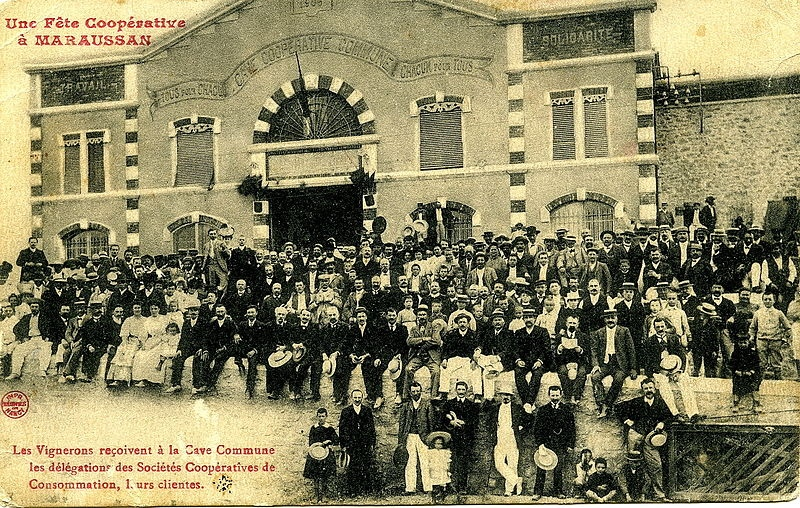 Une Fête Coopérative
à MARAUSSAN
TRAVAIL
TOUS pour CHACUN
CAVE COOPÉRATIVE COMMUNE
CHACUN pour TOUS
SOLIDARITÉ
Les Vignerons reçoivent à la Cave Commune
les délégations des Sociétés Coopératives de
Consommation, l urs clientes.